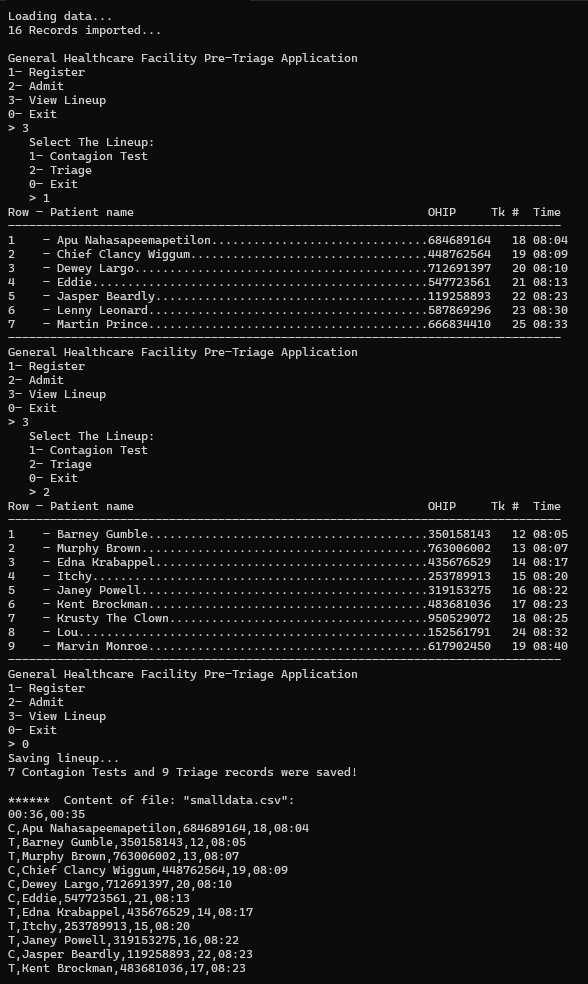 Loading data...
16 Records imported...
General Healthcare Facility Pre-Triage Application
1- Register
2- Admit
3- View Lineup
0- Exit
> 3
Select The Lineup:
1- Contagion Test
2- Triage
0- Exit
> 1
Row - Patient name OHIP Tk # Time
-------------------------------------------------------------------------------
1 - Apu Nahasapeemapetilon...............................684689164 18 08:04
2 - Chief Clancy Wiggum..................................448762564 19 08:09
3 - Dewey Largo..........................................712691397 20 08:10
4 - Eddie................................................547723561 21 08:13
5 - Jasper Beardly.......................................119258893 22 08:23
6 - Lenny Leonard........................................587869296 23 08:30
7 - Martin Prince........................................666834410 25 08:33
-------------------------------------------------------------------------------
General Healthcare Facility Pre-Triage Application
1- Register
2- Admit
3- View Lineup
0- Exit
> 3
Select The Lineup:
1- Contagion Test
2- Triage
0- Exit
> 2
Row - Patient name OHIP Tk # Time
-------------------------------------------------------------------------------
1 - Barney Gumble........................................350158143 12 08:05
2 - Murphy Brown.........................................763006002 13 08:07
3 - Edna Krabappel.......................................435676529 14 08:17
4 - Itchy................................................253789913 15 08:20
5 - Janey Powell.........................................319153275 16 08:22
6 - Kent Brockman........................................483681036 17 08:23
7 - Krusty The Clown.....................................950529072 18 08:25
8 - Lou..................................................152561791 24 08:32
9 - Marvin Monroe........................................617902450 19 08:40
-------------------------------------------------------------------------------
General Healthcare Facility Pre-Triage Application
1- Register
2- Admit
3- View Lineup
0- Exit
> 0
Saving lineup...
7 Contagion Tests and 9 Triage records were saved!
****** Content of file: "smalldata.csv":
00:36,00:35
C,Apu Nahasapeemapetilon,684689164,18,08:04
T,Barney Gumble,350158143,12,08:05
T,Murphy Brown,763006002,13,08:07
C,Chief Clancy Wiggum,448762564,19,08:09
C,Dewey Largo,712691397,20,08:10
C,Eddie,547723561,21,08:13
T,Edna Krabappel,435676529,14,08:17
T,Itchy,253789913,15,08:20
T,Janey Powell,319153275,16,08:22
C,Jasper Beardly,119258893,22,08:23
T,Kent Brockman,483681036,17,08:23